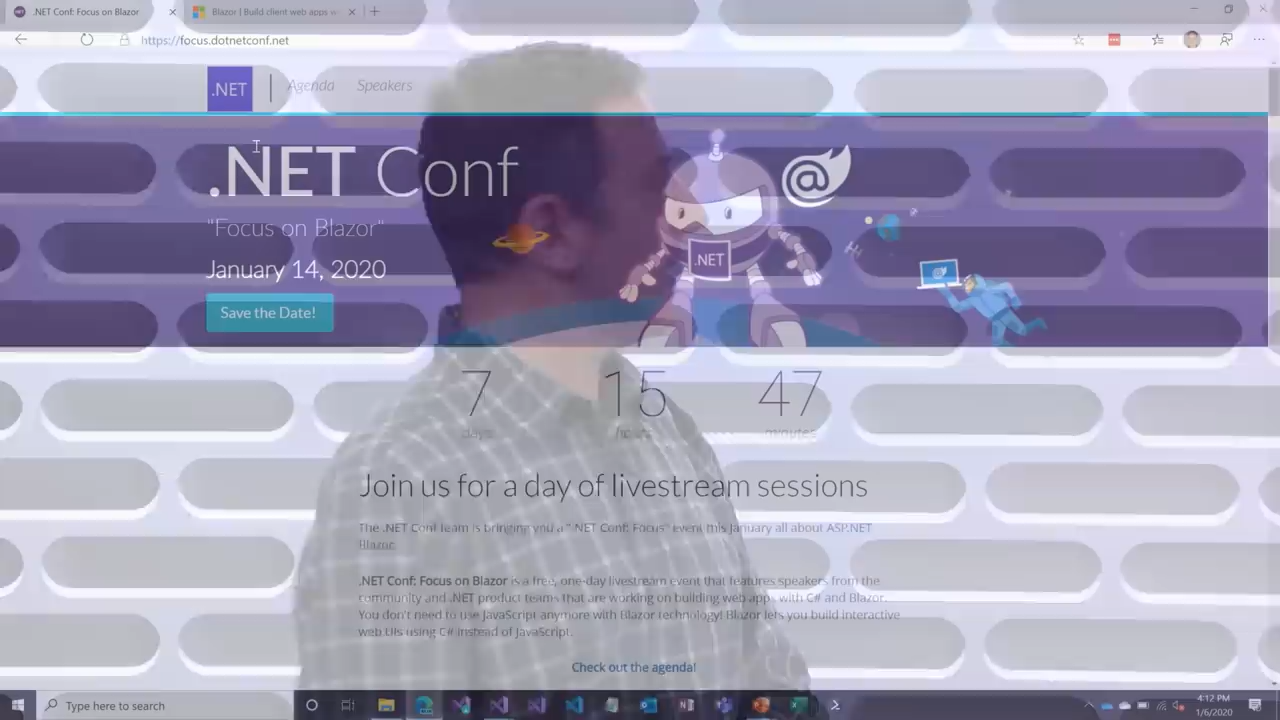 .NET Conf: Focus on Blazor
Blazor | Build client web apps w
https://focus.dotnetconf.net
.NET
Agenda
Speakers
.NET Conf
"Focus on Blazor"
January 14, 2020
Save the Date!
.NET
7
15
47
days
hours
minutes
Join us for a day of livestream sessions
The .NET Conf team is bringing you a ".NET Conf: Focus" event this January all about ASP.NET
Blazor.
.NET Conf: Focus on Blazor is a free, one-day livestream event that features speakers from the
community and .NET product teams that are working on building web apps with C# and Blazor.
You don't need to use JavaScript anymore with Blazor technology! Blazor lets you build interactive
web UIs using C# instead of JavaScript.
Check out the agenda!
Type here to search
4:12 PM
1/6/2020